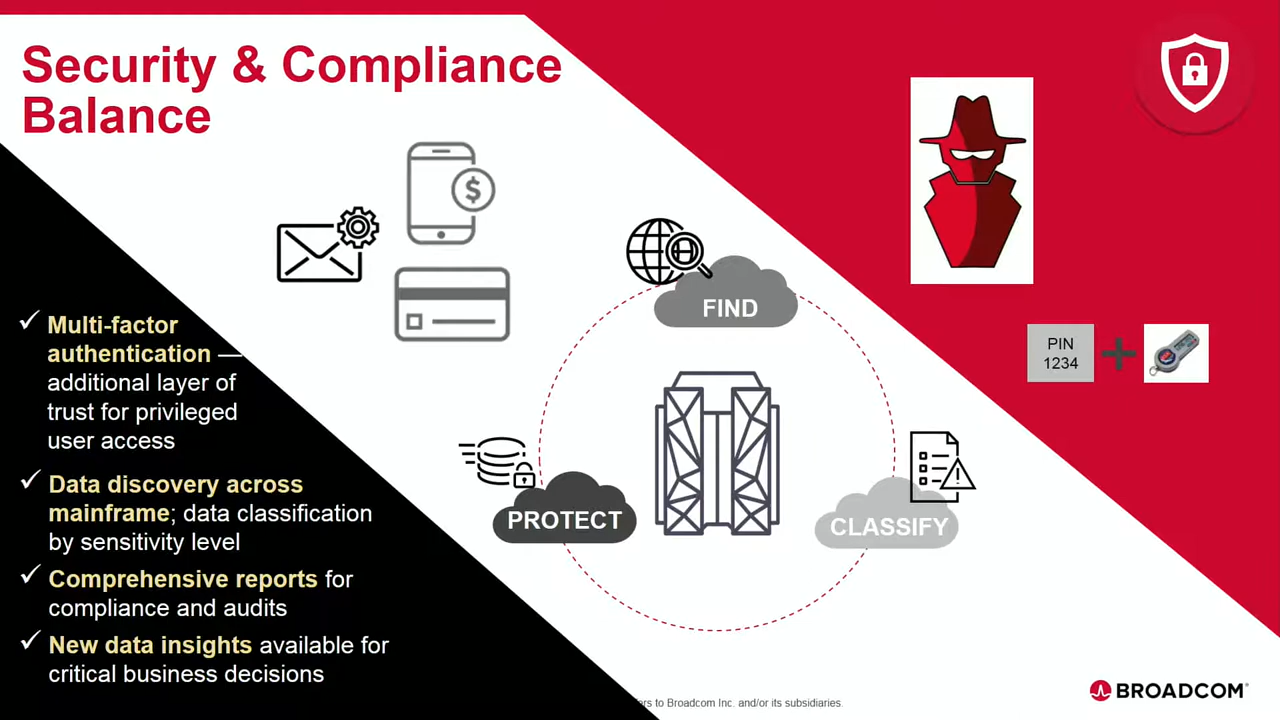 Security & Compliance
Balance
$
FIND
PIN
1234
Multi-factor
authentication —
additional layer of
trust for privileged
user access
Data discovery across
mainframe; data classification
by sensitivity level
Comprehensive reports for
compliance and audits
New data insights available for
critical business decisions
PROTECT
CLASSIFY
to Broadcom Inc. and/or its subsidiaries.
BROADCOM®